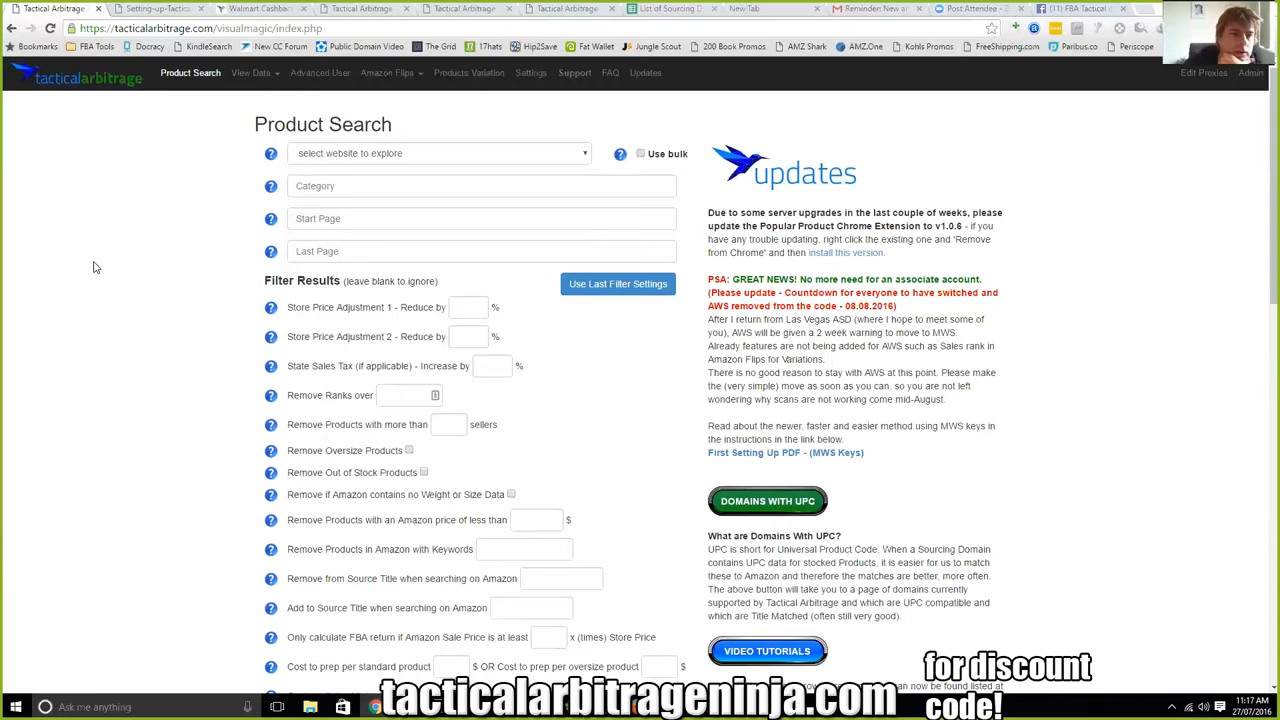 Tactical Arbitrage
Setting-up-Tactica
Walmart Cashback
Tactical Arbitrage
Tactical Arbitrage
Tactical Arbitrage
List of Sourcing D
New Tab
Reminder: New an
Post Attendee - Z
(11) FBA Tactical
https://tacticalarbitrage.com/visualmagic/index.php
Bookmarks
FBA Tools
Docracy
KindleSearch
New CC Forum
Public Domain Video
The Grid
17hats
Hip2Save
Fat Wallet
Jungle Scout
200 Book Promos
AMZ Shark
AMZ.One
Kohls Promos
FreeShipping.com
Paribus.co
Periscope
tacticalarbitrage
Product Search
View Data
Advanced User
Amazon Flips
Products Variation
Settings
Support
FAQ
Updates
Edit Proxies
Admin
Product Search
select website to explore
Use bulk
Category
Start Page
Last Page
Filter Results (leave blank to ignore)
Use Last Filter Settings
Store Price Adjustment 1 - Reduce by %
Store Price Adjustment 2 - Reduce by %
State Sales Tax (if applicable) - Increase by %
Remove Ranks over
Remove Products with more than sellers
Remove Oversize Products
Remove Out of Stock Products
Remove if Amazon contains no Weight or Size Data
Remove Products with an Amazon price of less than $
Remove Products in Amazon with Keywords
Remove from Source Title when searching on Amazon
Add to Source Title when searching on Amazon
Only calculate FBA return if Amazon Sale Price is at least x (times) Store Price
Cost to prep per standard product $ OR Cost to prep per oversize product $
updates
Due to some server upgrades in the last couple of weeks, please
update the Popular Product Chrome Extension to v1.0.6 - if you
have any trouble updating, right click the existing one and 'Remove
from Chrome' and then install this version.
PSA: GREAT NEWS! No more need for an associate account.
(Please update - Countdown for everyone to have switched and
AWS removed from the code - 08.08.2016)
After I return from Las Vegas ASD (where I hope to meet some of
you), AWS will be given a 2 week warning to move to MWS.
Already features are not being added for AWS such as Sales rank in
Amazon Flips for Variations.
There is no good reason to stay with AWS at this point. Please make
the (very simple) move as soon as you can, so you are not left
wondering why scans are not working come mid-August.
Read about the newer, faster and easier method using MWS keys in
the instructions in the link below.
First Setting Up PDF - (MWS Keys)
DOMAINS WITH UPC
What are Domains With UPC?
UPC is short for Universal Product Code. When a Sourcing Domain
contains UPC data for stocked Products, it is easier for us to match
these to Amazon and therefore the matches are better, more often.
The above button will take you to a page of domains currently
supported by Tactical Arbitrage and which are UPC compatible and
which are Title Matched (often still very good).
VIDEO TUTORIALS
an now be found listed at
for discount
code!
tacticalarbitrageninja.com
Ask me anything
11:17 AM
27/07/2016